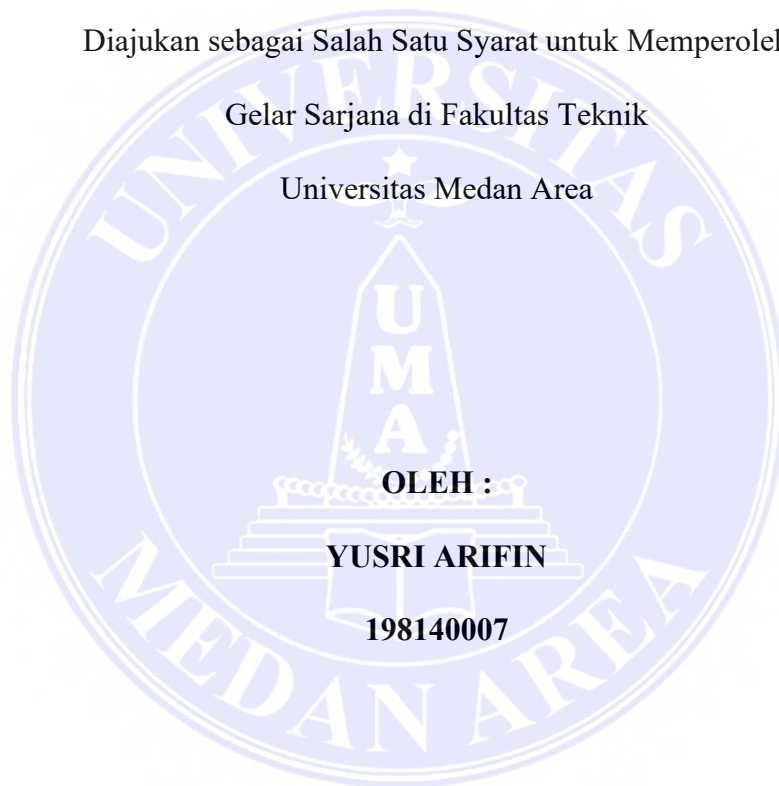 Diajukan sebagai Salah Satu Syarat untuk Memperoleh
Gelar Sarjana di Fakultas Teknik
Universitas Medan Area
UNIVERSITAS
UMA
OLEH :
YUSRI ARIFIN
198140007
MEDAN AREA